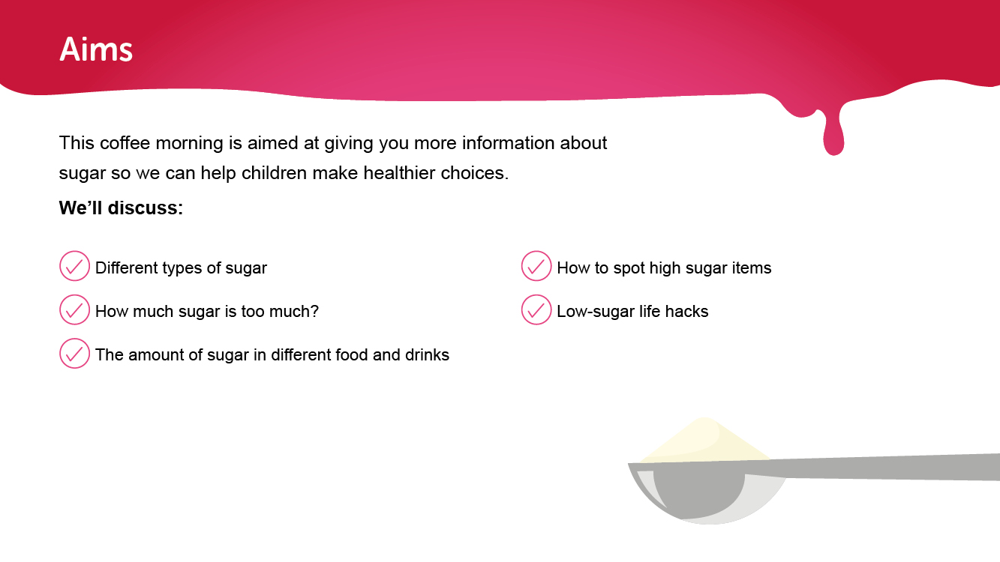 Aims
This coffee morning is aimed at giving you more information about
sugar so we can help children make healthier choices.
We’ll discuss:
Different types of sugar
How much sugar is too much?
The amount of sugar in different food and drinks
How to spot high sugar items
Low-sugar life hacks